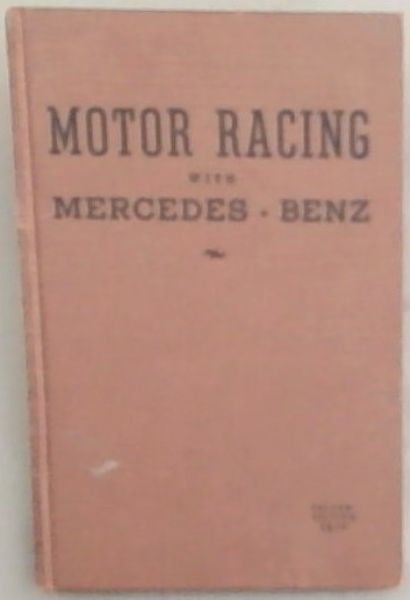 MOTOR RACING
WITH
MERCEDES - BENZ